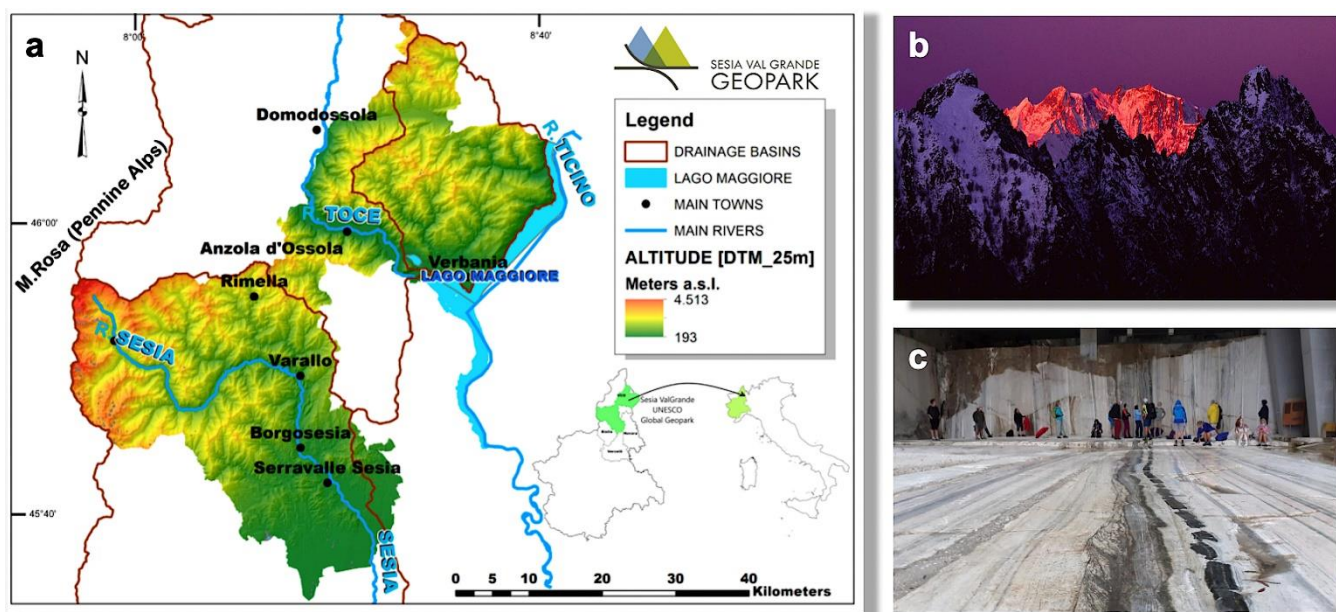 a
8°00'
8°40'
N
SESIA VAL GRANDE
GEOPARK
Legend
DRAINAGE BASINS
LAGO MAGGIORE
MAIN TOWNS
MAIN RIVERS
ALTITUDE [DTM_25m]
Meters a.s.l.
4.513
193
Domodossola
R. TICINO
M.Rosa (Pennine Alps)
46°00'
R. TOCE
Anzola d'Ossola
Verbania
LAGO MAGGIORE
Rimella
R. SESIA
Varallo
Borgosesia
Serravalle Sesia
45°40'
SESIA
Sesia ValGrande
UNESCO
Global Geopark
0 10 20 30 40
Kilometers
b
c